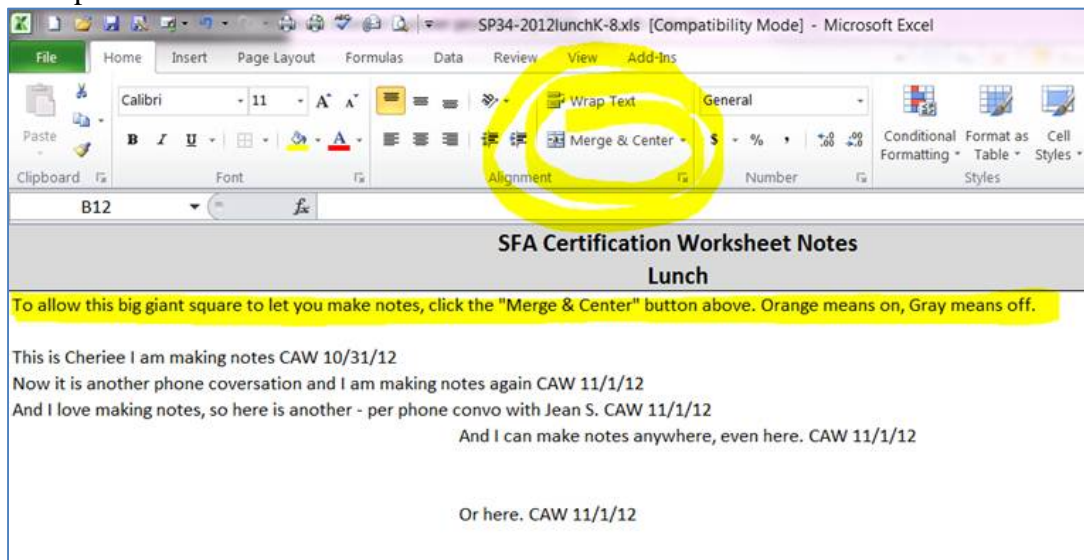 SP34-2012lunchK-8.xls [Compatibility Mode] - Microsoft Excel
File Home Insert Page Layout Formulas Data Review View Add-Ins
Calibri 11 A A Wrap Text General
Paste B I U A Merge & Center $ % , .0 .00 .00 .0 Conditional Formatting Format as Table Cell Styles
Clipboard Font Alignment Number Styles
B12 fx
SFA Certification Worksheet Notes
Lunch
To allow this big giant square to let you make notes, click the "Merge & Center" button above. Orange means on, Gray means off.
This is Cheriee I am making notes CAW 10/31/12
Now it is another phone coversation and I am making notes again CAW 11/1/12
And I love making notes, so here is another - per phone convo with Jean S. CAW 11/1/12
And I can make notes anywhere, even here. CAW 11/1/12
Or here. CAW 11/1/12